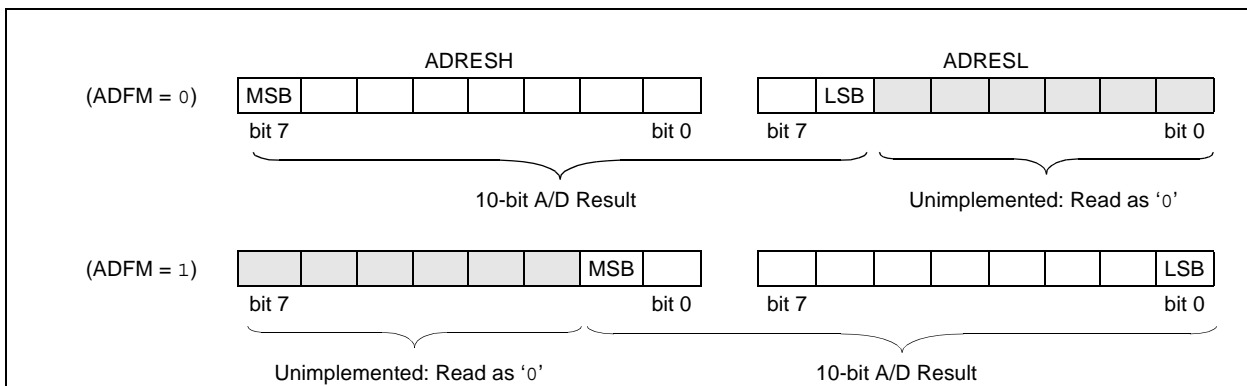 ADRESH ADRESL
(ADFM = 0) MSB LSB
bit 7 bit 0 bit 7 bit 0
10-bit A/D Result Unimplemented: Read as ‘0’
(ADFM = 1) MSB LSB
bit 7 bit 0 bit 7 bit 0
Unimplemented: Read as ‘0’ 10-bit A/D Result